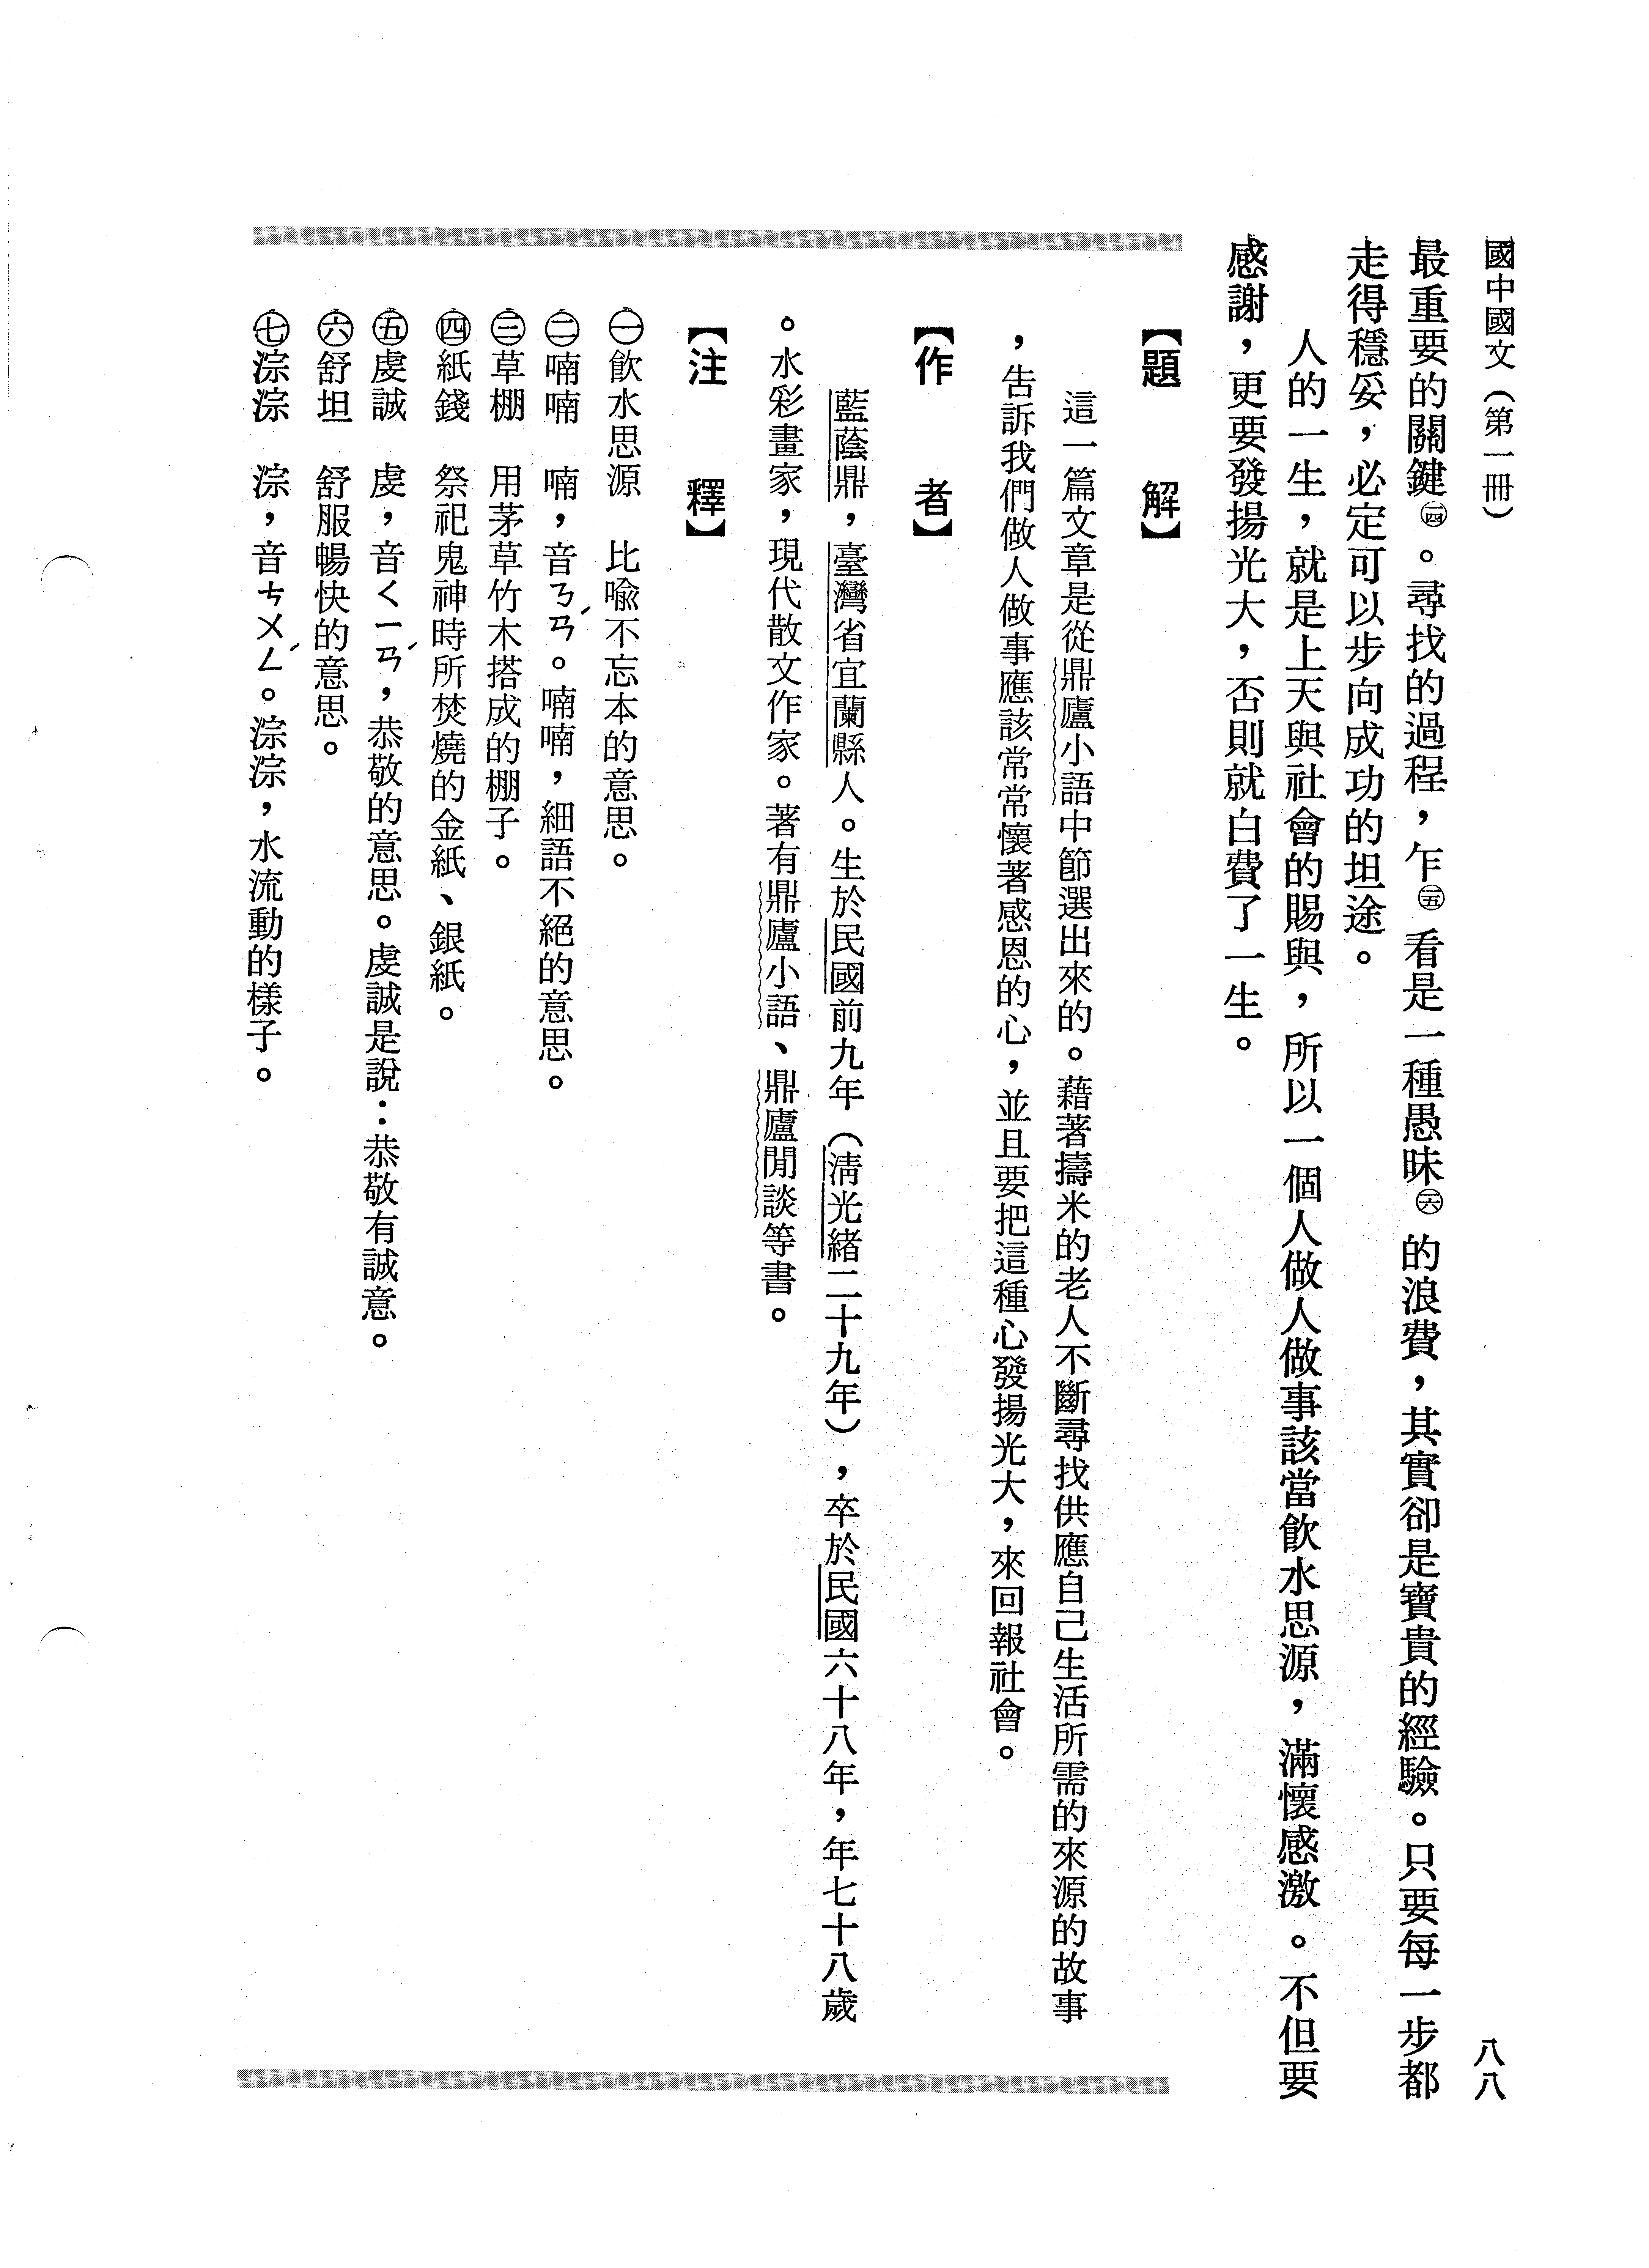 國中國文（第一冊）
八八
最重要的關鍵㊁㊃。尋找的過程，乍㊁㊄看是一種愚昧㊁㊅的浪費，其實卻是寶貴的經驗。只要每一步都
走得穩妥，必定可以步向成功的坦途。
人的一生，就是上天與社會的賜與，所以一個人做人做事該當飲水思源，滿懷感激。不但要
感謝，更要發揚光大，否則就白費了一生。
【題　解】
這一篇文章是從鼎廬小語中節選出來的。藉著擣米的老人不斷尋找供應自己生活所需的來源的故事
，告訴我們做人做事應該常常懷著感恩的心，並且要把這種心發揚光大，來回報社會。
【作　者】
藍蔭鼎，臺灣省宜蘭縣人。生於民國前九年（清光緒二十九年），卒於民國六十八年，年七十八歲
。水彩畫家，現代散文作家。著有鼎廬小語、鼎廬閒談等書。
【注　釋】
㊀飲水思源　比喻不忘本的意思。
㊁喃喃　喃，音ㄋㄢˊ。喃喃，細語不絕的意思。
㊂草棚　用茅草竹木搭成的棚子。
㊃紙錢　祭祀鬼神時所焚燒的金紙、銀紙。
㊄虔誠　虔，音ㄑㄧㄢˊ，恭敬的意思。虔誠是說：恭敬有誠意。
㊅舒坦　舒服暢快的意思。
㊆淙淙　淙，音ㄘㄨㄥˊ。淙淙，水流動的樣子。